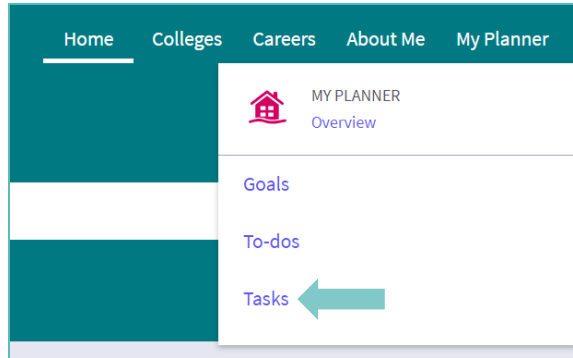 Home Colleges Careers About Me My Planner
MY PLANNER
Overview
Goals
To-dos
Tasks